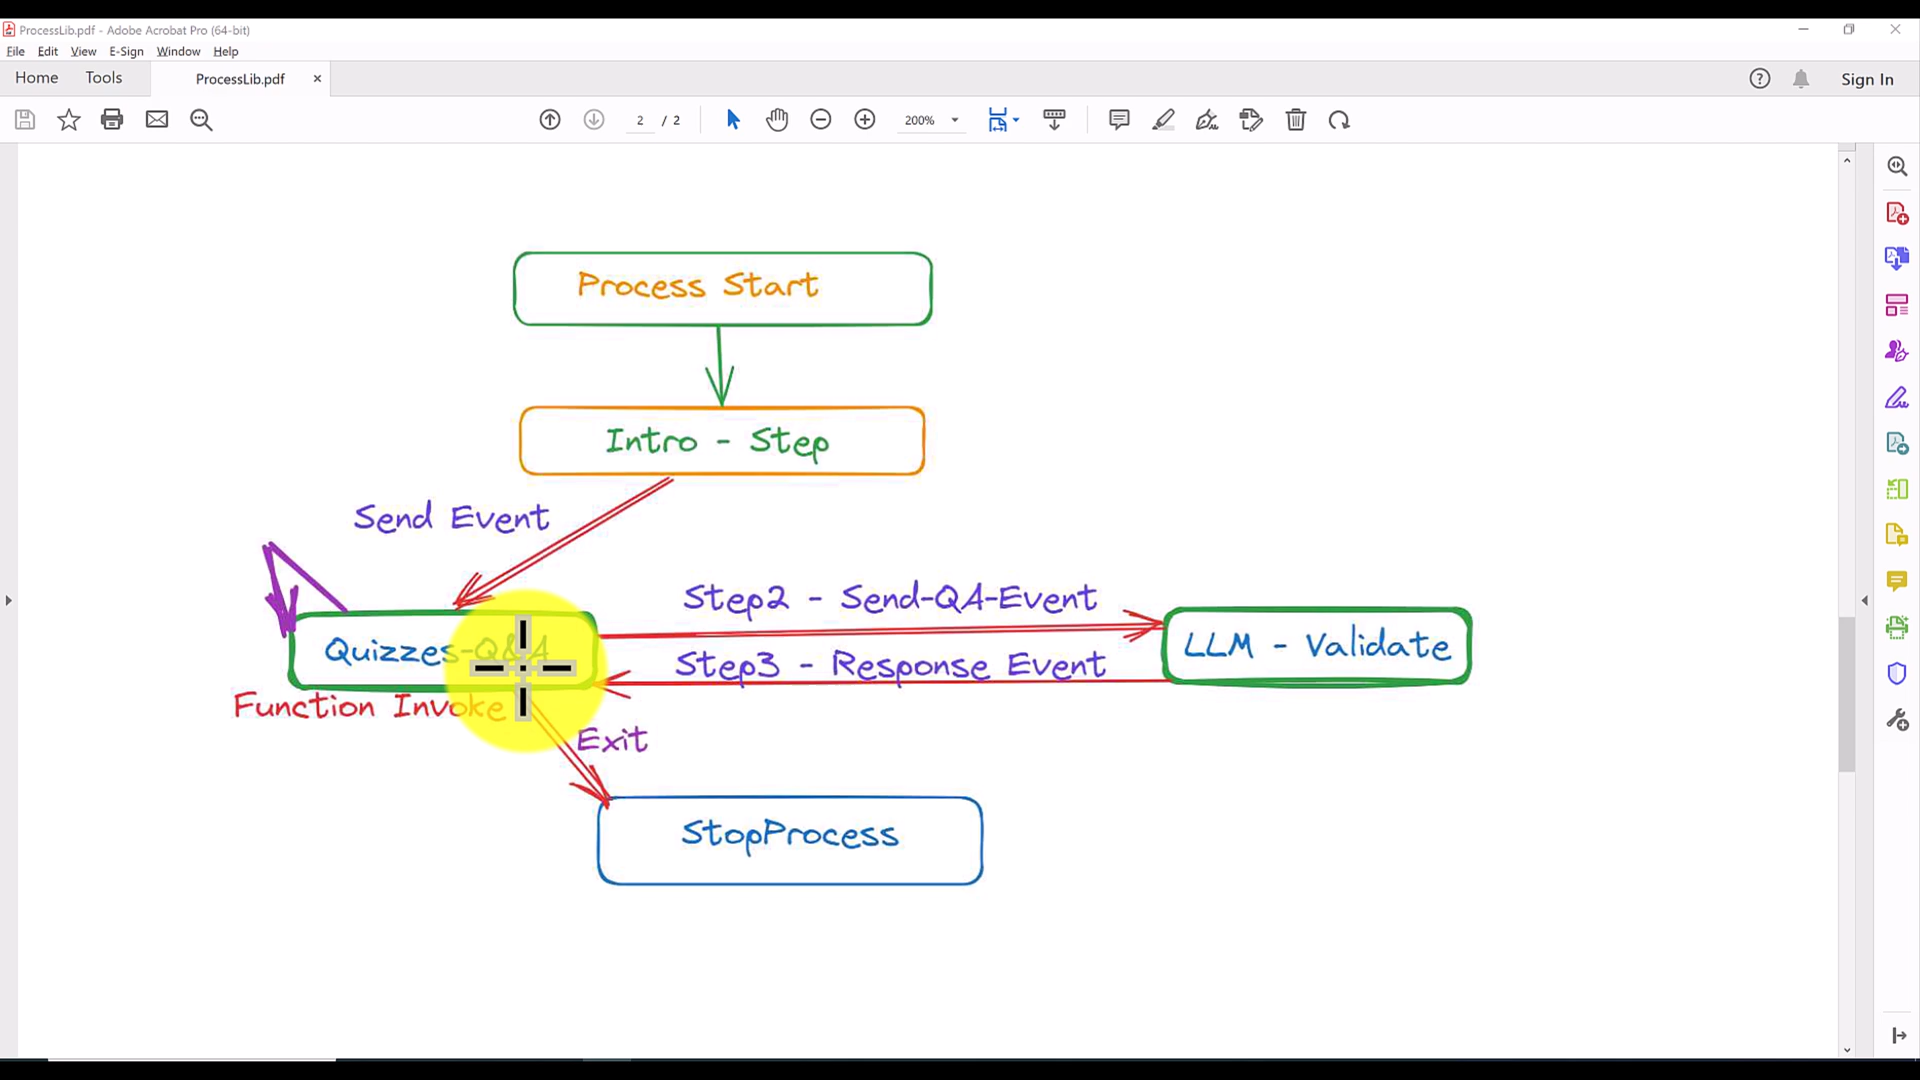 ProcessLib.pdf - Adobe Acrobat Pro (64-bit)
File Edit View E-Sign Window Help
Home Tools ProcessLib.pdf × Sign In
2 / 2 200%
Process Start
Intro - Step
Send Event
Step2 - Send-QA-Event
Quizzes-Q&A
LLM - Validate
Step3 - Response Event
Function Invoke
Exit
StopProcess